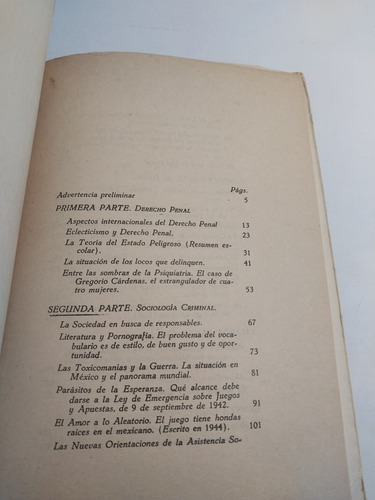 Págs.
Advertencia preliminar 5
PRIMERA PARTE. DERECHO PENAL
Aspectos internacionales del Derecho Penal 13
Eclecticismo y Derecho Penal. 23
La Teoría del Estado Peligroso (Resumen es-
colar). 31
La situación de los locos que delinquen. 41
Entre las sombras de la Psiquiatría. El caso de
Gregorio Cárdenas, el estrangulador de cua-
tro mujeres. 53
SEGUNDA PARTE. SOCIOLOGÍA CRIMINAL.
La Sociedad en busca de responsables. 67
Literatura y Pornografía. El problema del voca-
bulario es de estilo, de buen gusto y de opor-
tunidad. 73
Las Toxicomanías y la Guerra. La situación en
México y el panorama mundial. 81
Parásitos de la Esperanza. Qué alcance debe
darse a la Ley de Emergencia sobre Juegos
y Apuestas, de 9 de septiembre de 1942. 91
El Amor a lo Aleatorio. El juego tiene hondas
raíces en el mexicano. (Escrito en 1944). 101
Las Nuevas Orientaciones de la Asistencia So-